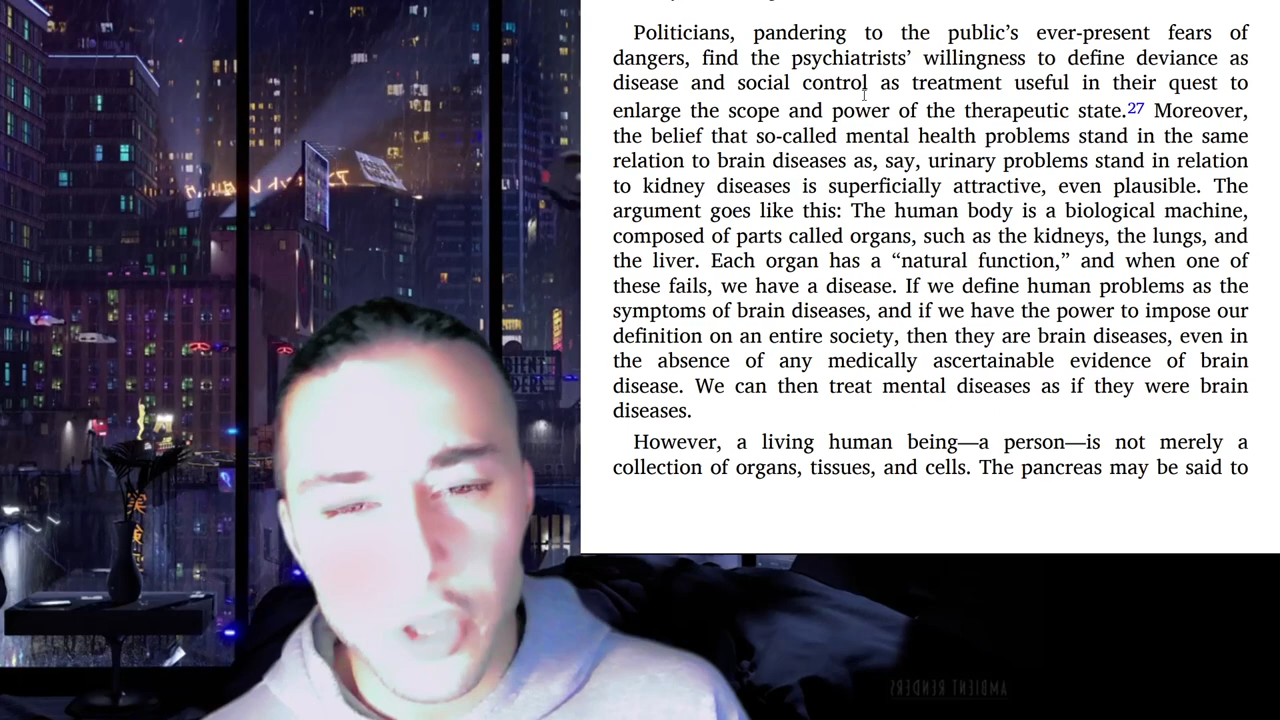 Politicians, pandering to the public’s ever-present fears of
dangers, find the psychiatrists’ willingness to define deviance as
disease and social control as treatment useful in their quest to
enlarge the scope and power of the therapeutic state.27 Moreover,
the belief that so-called mental health problems stand in the same
relation to brain diseases as, say, urinary problems stand in relation
to kidney diseases is superficially attractive, even plausible. The
argument goes like this: The human body is a biological machine,
composed of parts called organs, such as the kidneys, the lungs, and
the liver. Each organ has a “natural function,” and when one of
these fails, we have a disease. If we define human problems as the
symptoms of brain diseases, and if we have the power to impose our
definition on an entire society, then they are brain diseases, even in
the absence of any medically ascertainable evidence of brain
disease. We can then treat mental diseases as if they were brain
diseases.
However, a living human being—a person—is not merely a
collection of organs, tissues, and cells. The pancreas may be said to
AMBIENT RENDERS